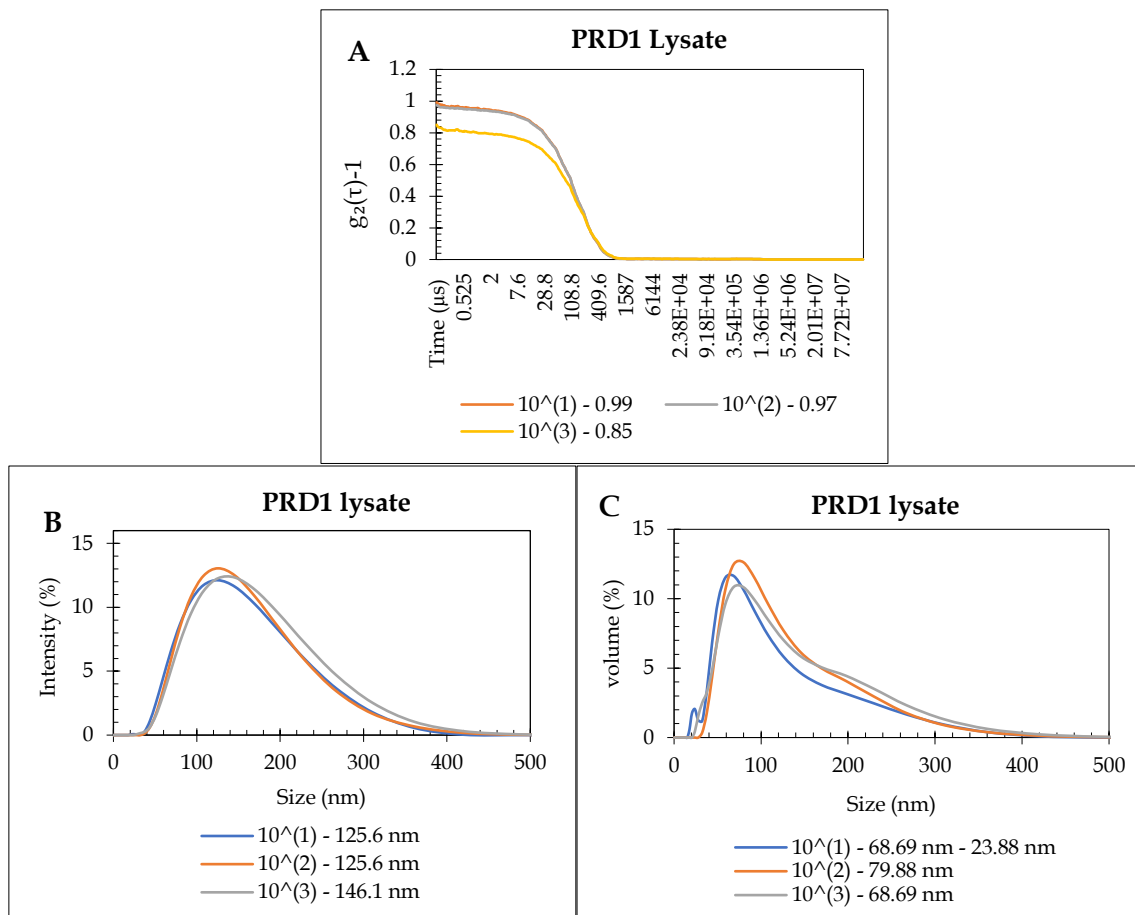 A
PRD1 Lysate
g₂(τ)-1
1.2
1
0.8
0.6
0.4
0.2
0
Time (μs)
0.525
2
7.6
28.8
108.8
409.6
1587
6144
2.38E+04
9.18E+04
3.54E+05
1.36E+06
5.24E+06
2.01E+07
7.72E+07
10^(1) - 0.99
10^(2) - 0.97
10^(3) - 0.85
B
PRD1 lysate
Intensity (%)
15
10
5
0
0
100
200
300
400
500
Size (nm)
10^(1) - 125.6 nm
10^(2) - 125.6 nm
10^(3) - 146.1 nm
C
PRD1 lysate
volume (%)
15
10
5
0
0
100
200
300
400
500
Size (nm)
10^(1) - 68.69 nm - 23.88 nm
10^(2) - 79.88 nm
10^(3) - 68.69 nm